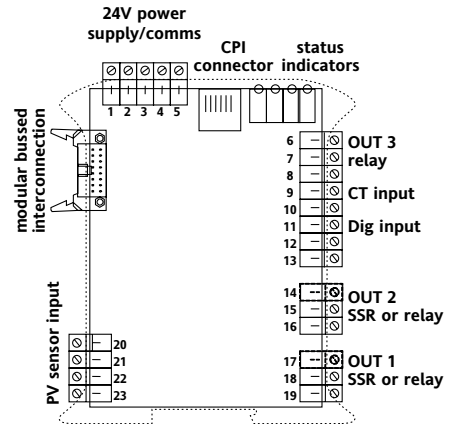 24V power
supply/comms
CPI
connector
status
indicators
1 2 3 4 5
modular bussed
interconnection
6
7
8
9
10
11
12
13
OUT 3
relay
CT input
Dig input
14
15
16
OUT 2
SSR or relay
17
18
19
OUT 1
SSR or relay
PV sensor input
20
21
22
23